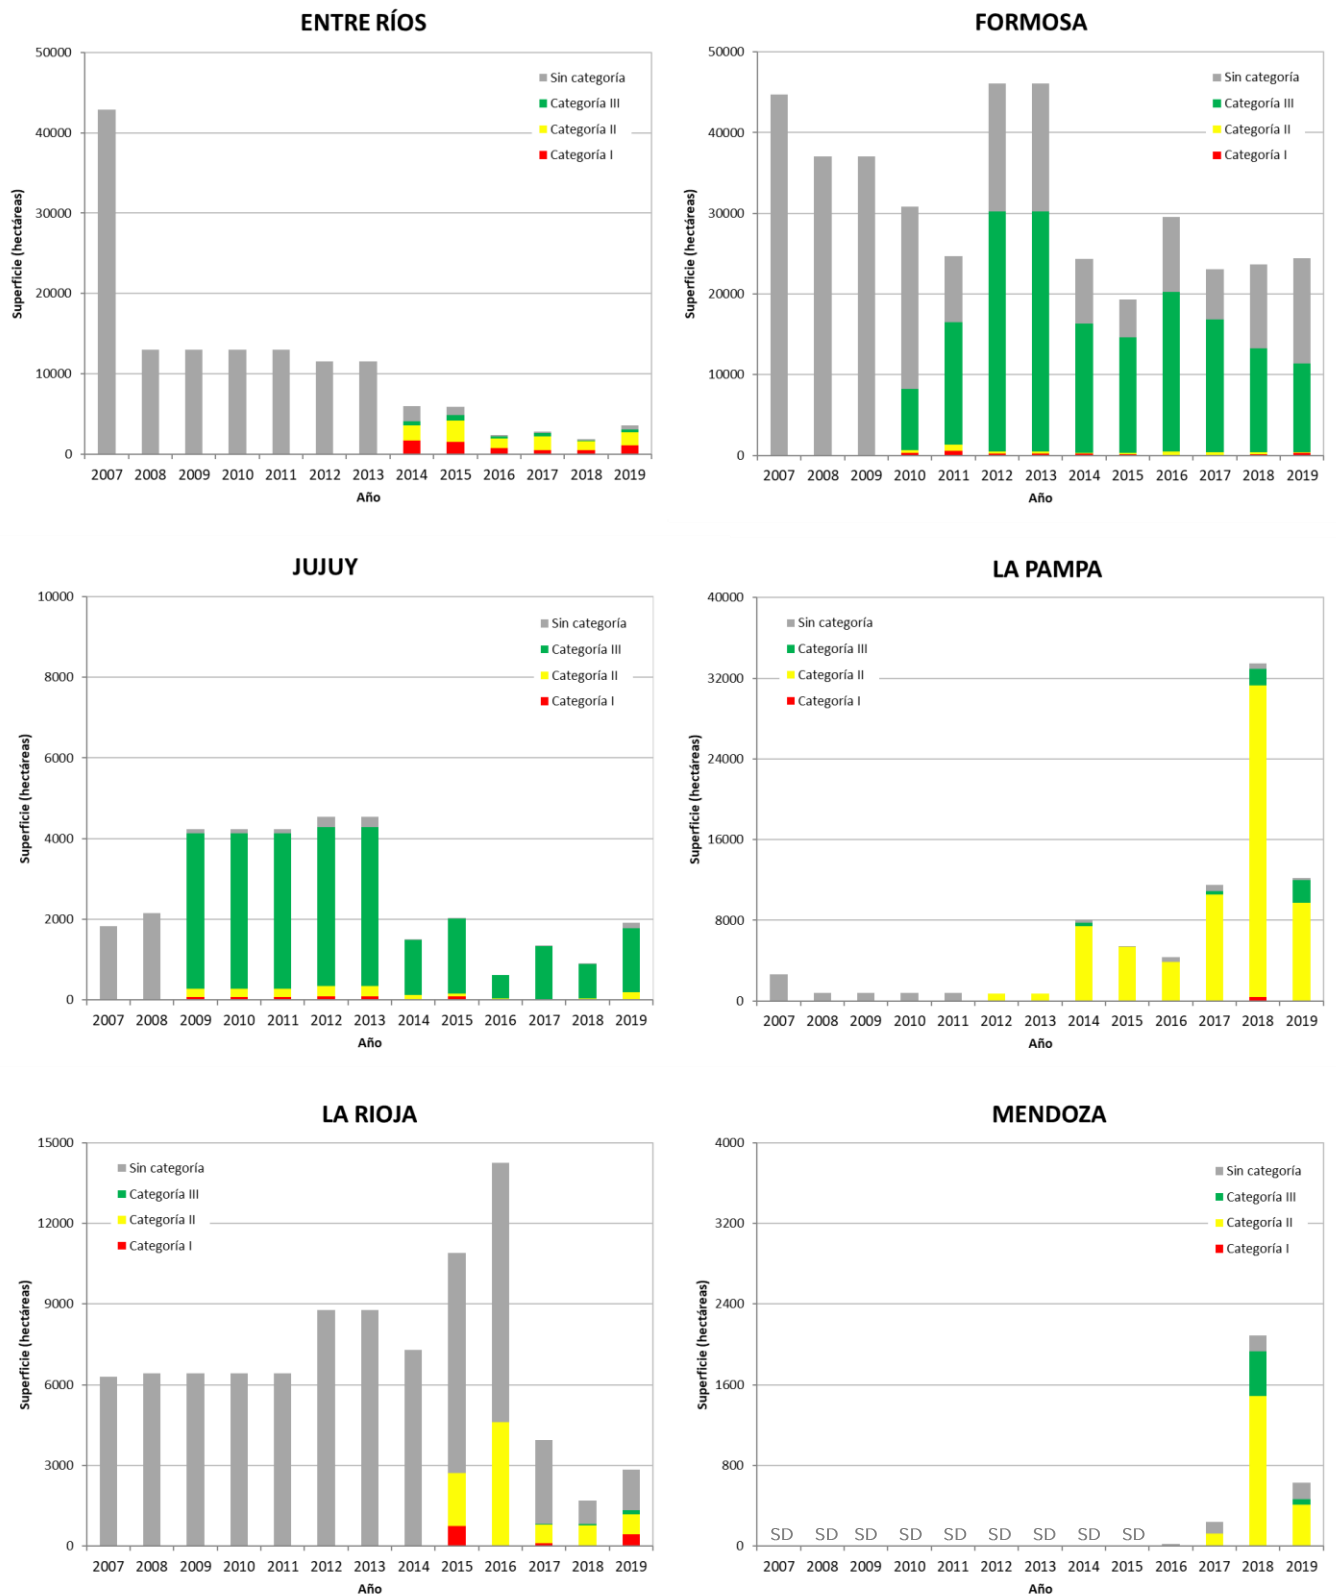 ENTRE RÍOS
50000
40000
30000
20000
10000
0
Superficie (hectáreas)
Sin categoría
Categoría III
Categoría II
Categoría I
2007 2008 2009 2010 2011 2012 2013 2014 2015 2016 2017 2018 2019
Año
FORMOSA
50000
40000
30000
20000
10000
0
Superficie (hectáreas)
Sin categoría
Categoría III
Categoría II
Categoría I
2007 2008 2009 2010 2011 2012 2013 2014 2015 2016 2017 2018 2019
Año
JUJUY
10000
8000
6000
4000
2000
0
Superficie (hectáreas)
Sin categoría
Categoría III
Categoría II
Categoría I
2007 2008 2009 2010 2011 2012 2013 2014 2015 2016 2017 2018 2019
Año
LA PAMPA
40000
32000
24000
16000
8000
0
Superficie (hectáreas)
Sin categoría
Categoría III
Categoría II
Categoría I
2007 2008 2009 2010 2011 2012 2013 2014 2015 2016 2017 2018 2019
Año
LA RIOJA
15000
12000
9000
6000
3000
0
Superficie (hectáreas)
Sin categoría
Categoría III
Categoría II
Categoría I
2007 2008 2009 2010 2011 2012 2013 2014 2015 2016 2017 2018 2019
Año
MENDOZA
4000
3200
2400
1600
800
0
Superficie (hectáreas)
Sin categoría
Categoría III
Categoría II
Categoría I
SD SD SD SD SD SD SD SD SD
2007 2008 2009 2010 2011 2012 2013 2014 2015 2016 2017 2018 2019
Año